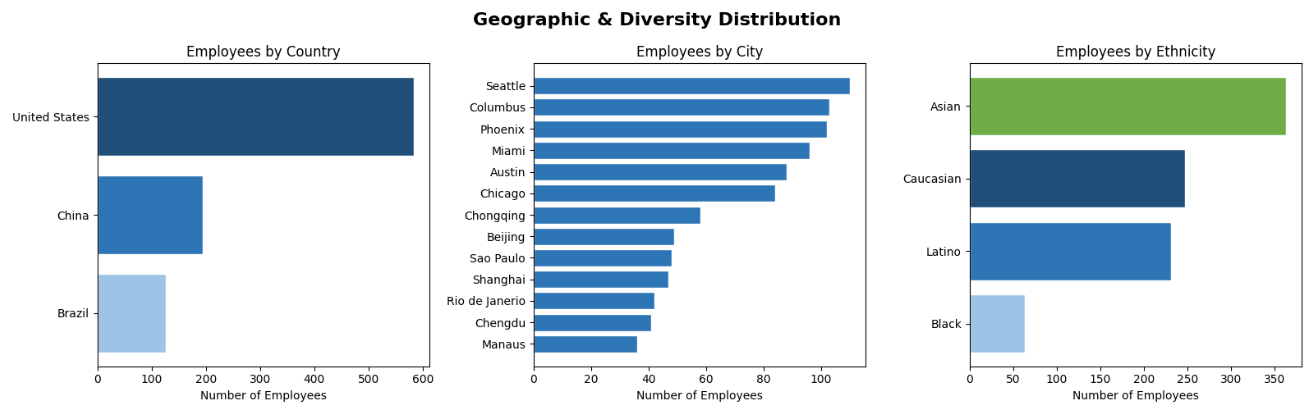 Geographic & Diversity Distribution
Employees by Country
United States
China
Brazil
0 100 200 300 400 500 600
Number of Employees
Employees by City
Seattle
Columbus
Phoenix
Miami
Austin
Chicago
Chongqing
Beijing
Sao Paulo
Shanghai
Rio de Janerio
Chengdu
Manaus
0 20 40 60 80 100
Number of Employees
Employees by Ethnicity
Asian
Caucasian
Latino
Black
0 50 100 150 200 250 300 350
Number of Employees